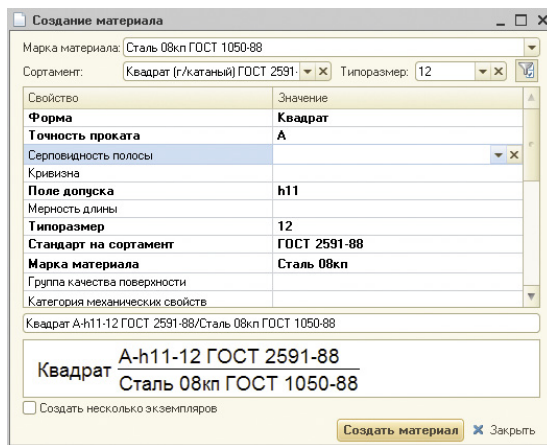 Создание материала
Марка материала: Сталь 08кп ГОСТ 1050-88
Сортамент: Квадрат (г/катаный) ГОСТ 2591- Типоразмер: 12
Свойство Значение
Форма Квадрат
Точность проката А
Серповидность полосы
Кривизна
Поле допуска h11
Мерность длины
Типоразмер 12
Стандарт на сортамент ГОСТ 2591-88
Марка материала Сталь 08кп
Группа качества поверхности
Категория механических свойств
Квадрат А-h11-12 ГОСТ 2591-88/Сталь 08кп ГОСТ 1050-88
А-h11-12 ГОСТ 2591-88
Квадрат
Сталь 08кп ГОСТ 1050-88
Создать несколько экземпляров
Создать материал Закрыть